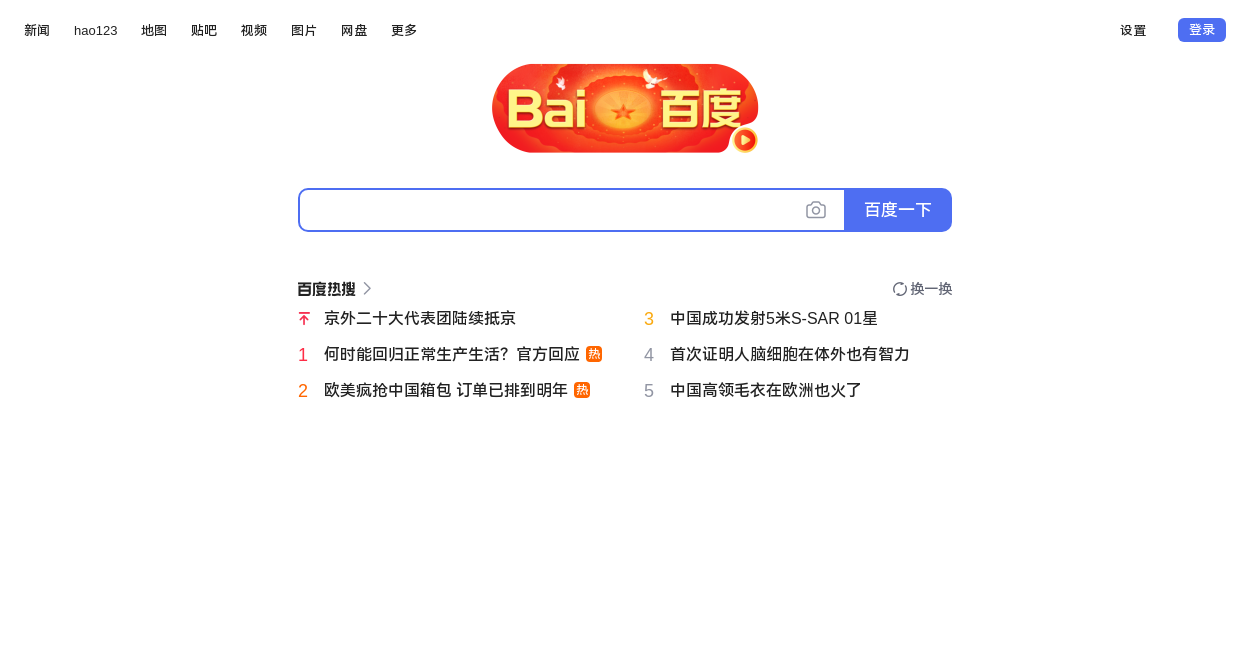 新闻 hao123 地图 贴吧 视频 图片 网盘 更多 设置 登录
Bai 百度
百度一下
百度热搜 换一换
京外二十大代表团陆续抵京
1 何时能回归正常生产生活？官方回应 热
2 欧美疯抢中国箱包 订单已排到明年 热
3 中国成功发射5米S-SAR 01星
4 首次证明人脑细胞在体外也有智力
5 中国高领毛衣在欧洲也火了